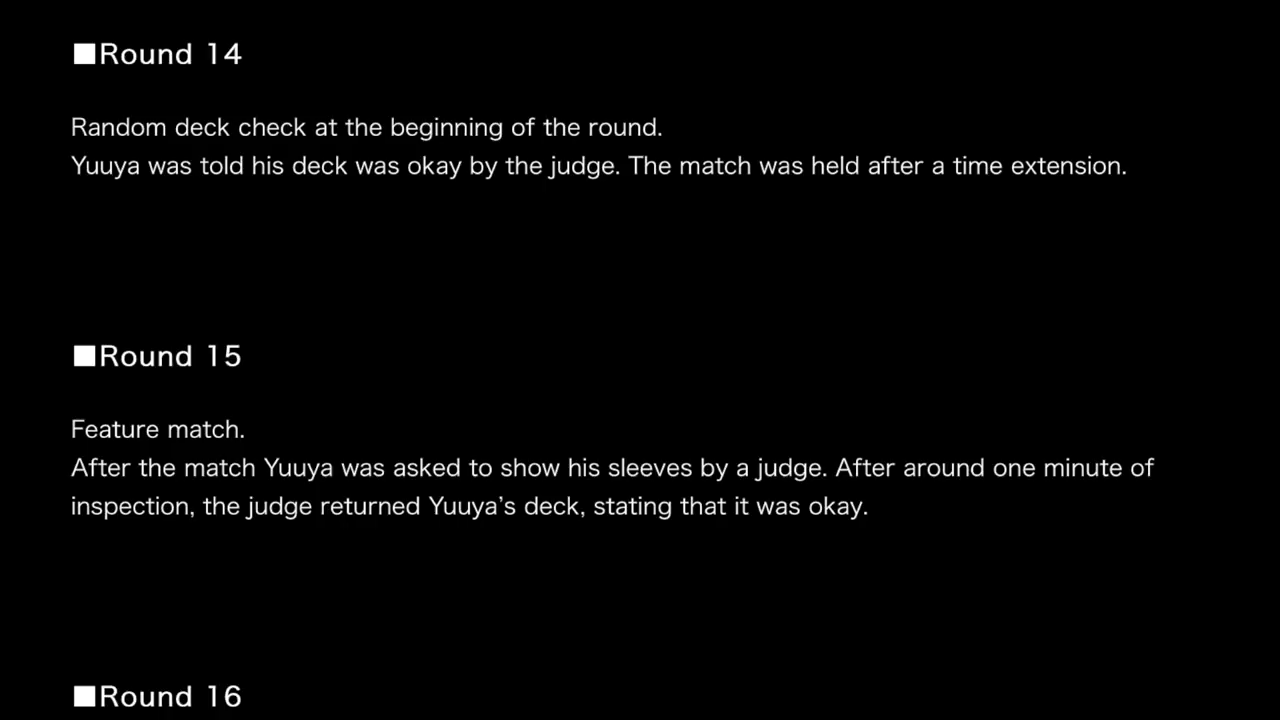 ■Round 14
Random deck check at the beginning of the round.
Yuuya was told his deck was okay by the judge. The match was held after a time extension.
■Round 15
Feature match.
After the match Yuuya was asked to show his sleeves by a judge. After around one minute of
inspection, the judge returned Yuuya’s deck, stating that it was okay.
■Round 16